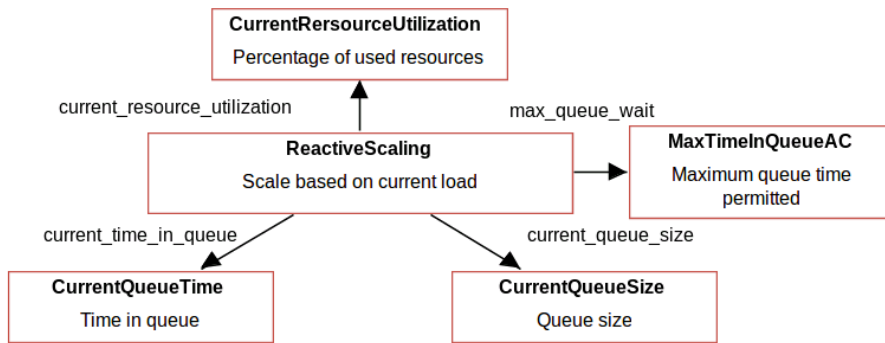 CurrentRersourceUtilization
Percentage of used resources
current_resource_utilization
max_queue_wait
ReactiveScaling
Scale based on current load
MaxTimeInQueueAC
Maximum queue time
permitted
current_time_in_queue
current_queue_size
CurrentQueueTime
Time in queue
CurrentQueueSize
Queue size